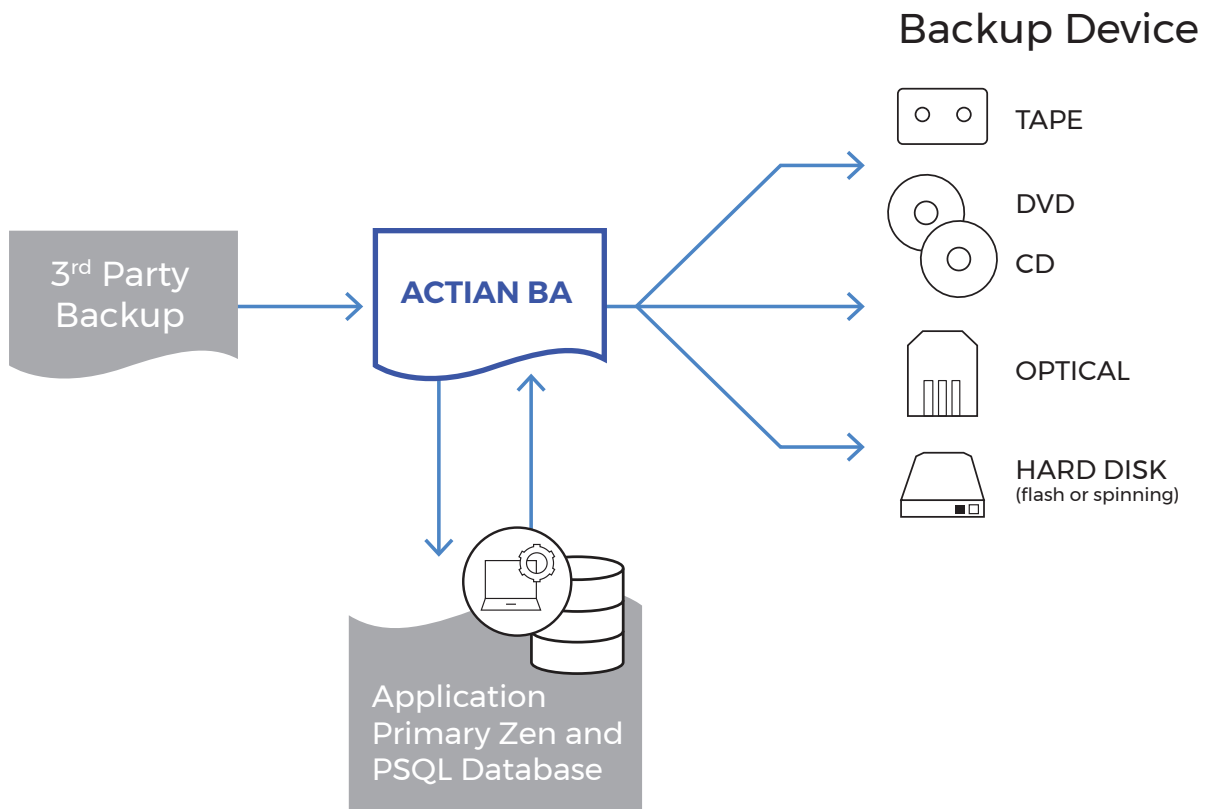 Backup Device
TAPE
DVD
CD
OPTICAL
HARD DISK
(flash or spinning)
3rd Party
Backup
ACTIAN BA
Application
Primary Zen and
PSQL Database